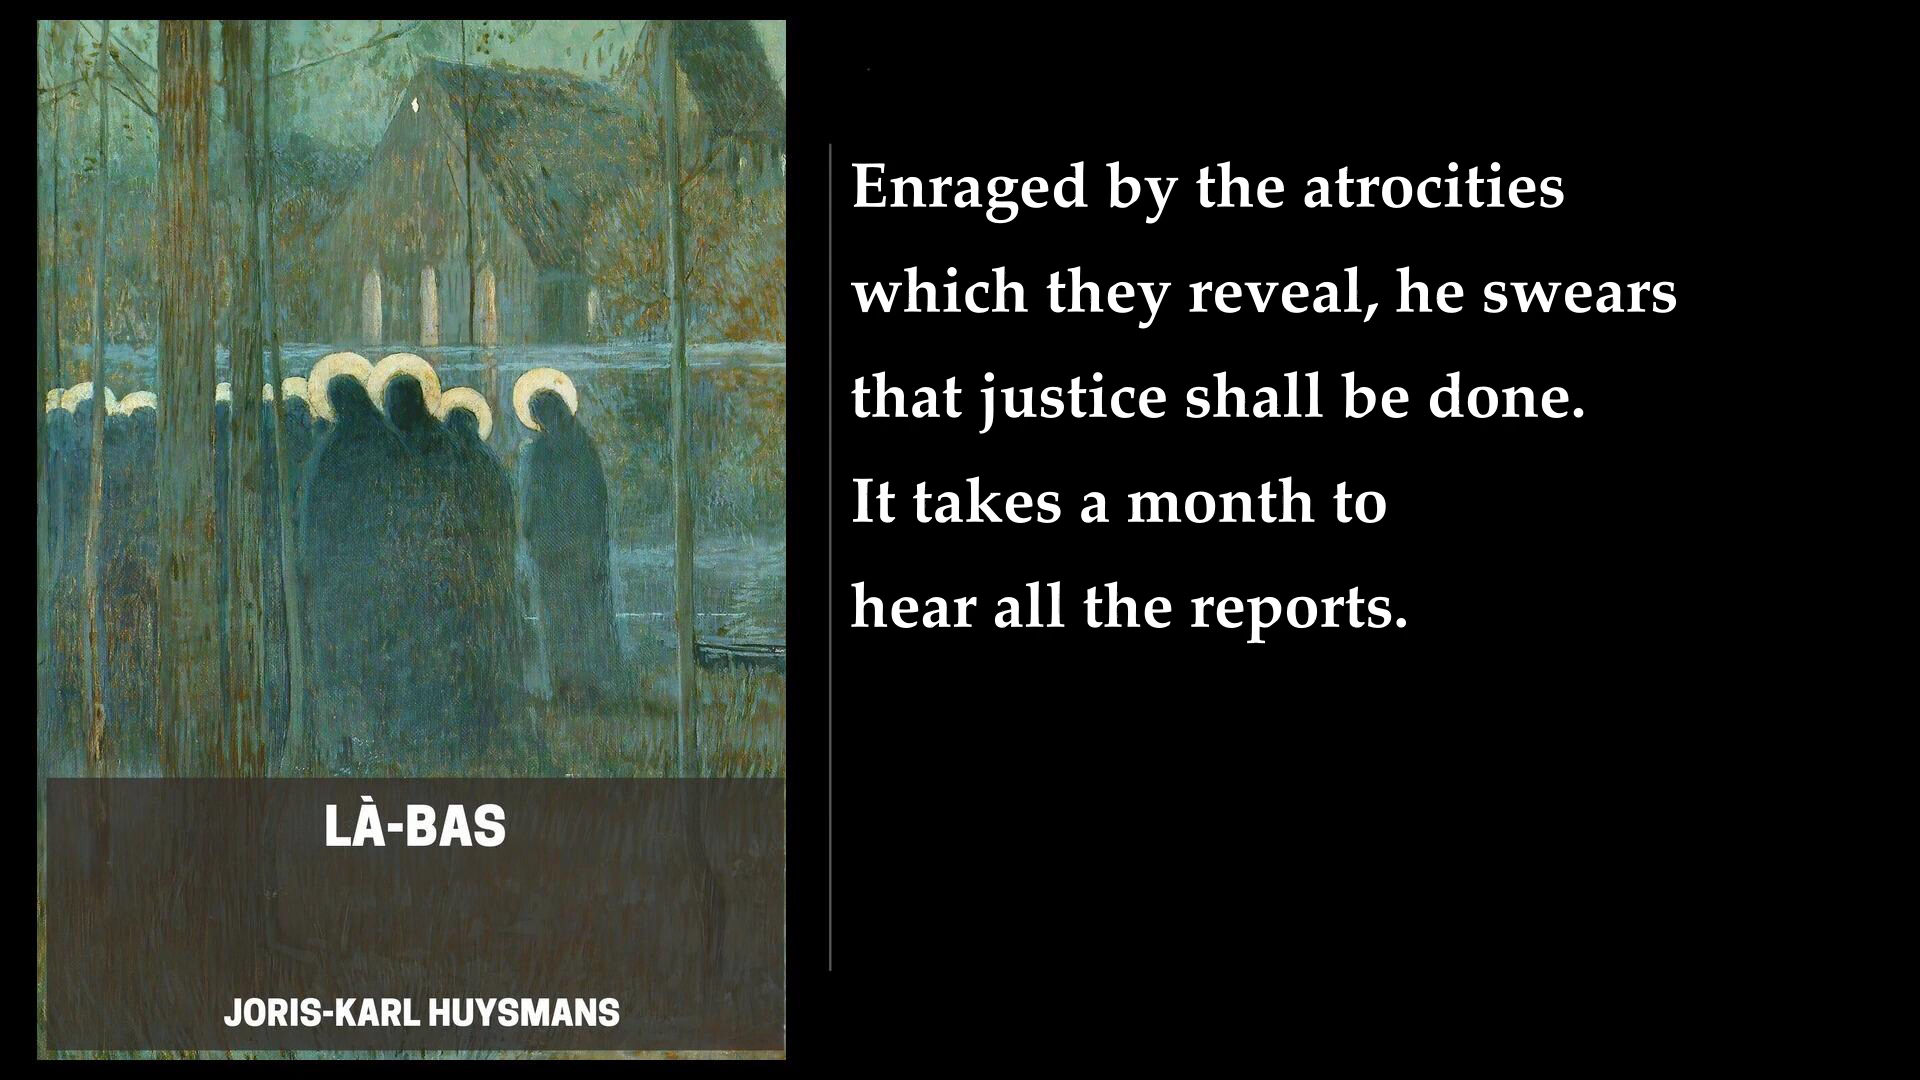 LÀ-BAS
JORIS-KARL HUYSMANS
Enraged by the atrocities
which they reveal, he swears
that justice shall be done.
It takes a month to
hear all the reports.